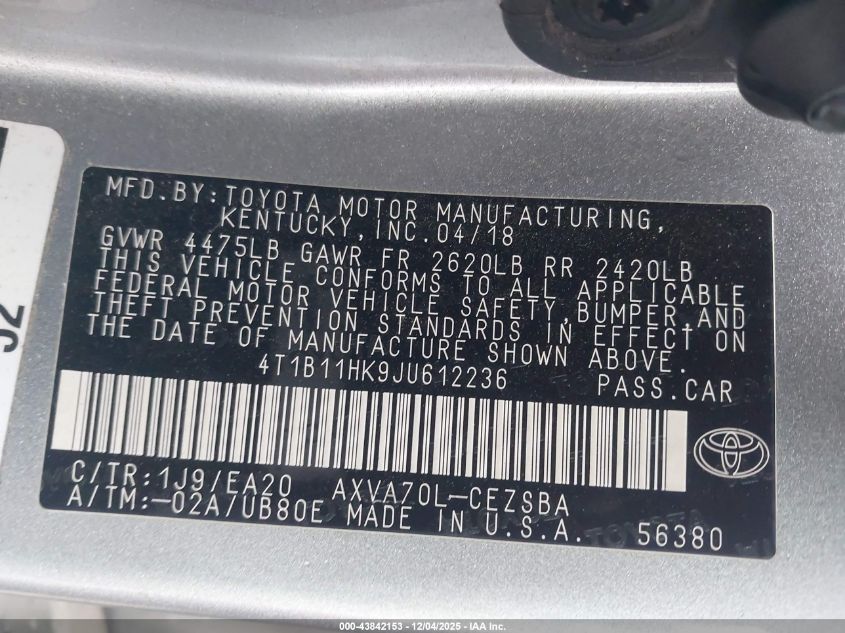 MFD.BY:TOYOTA MOTOR MANUFACTURING,
KENTUCKY,INC.04/18
GVWR 4475LB GAWR FR 2620LB RR 2420LB
THIS VEHICLE CONFORMS TO ALL APPLICABLE
FEDERAL MOTOR VEHICLE SAFETY,BUMPER,AND
THEFT PREVENTION STANDARDS IN EFFECT ON
THE DATE OF MANUFACTURE SHOWN ABOVE.
4T1B11HK9JU612236 PASS.CAR
C/TR:1J9/EA20 AXVA70L-CEZSBA
A/TM:-02A/UB80E MADE IN U.S.A. 56380
J2
000-43842153 - 12/04/2025 - IAA Inc.